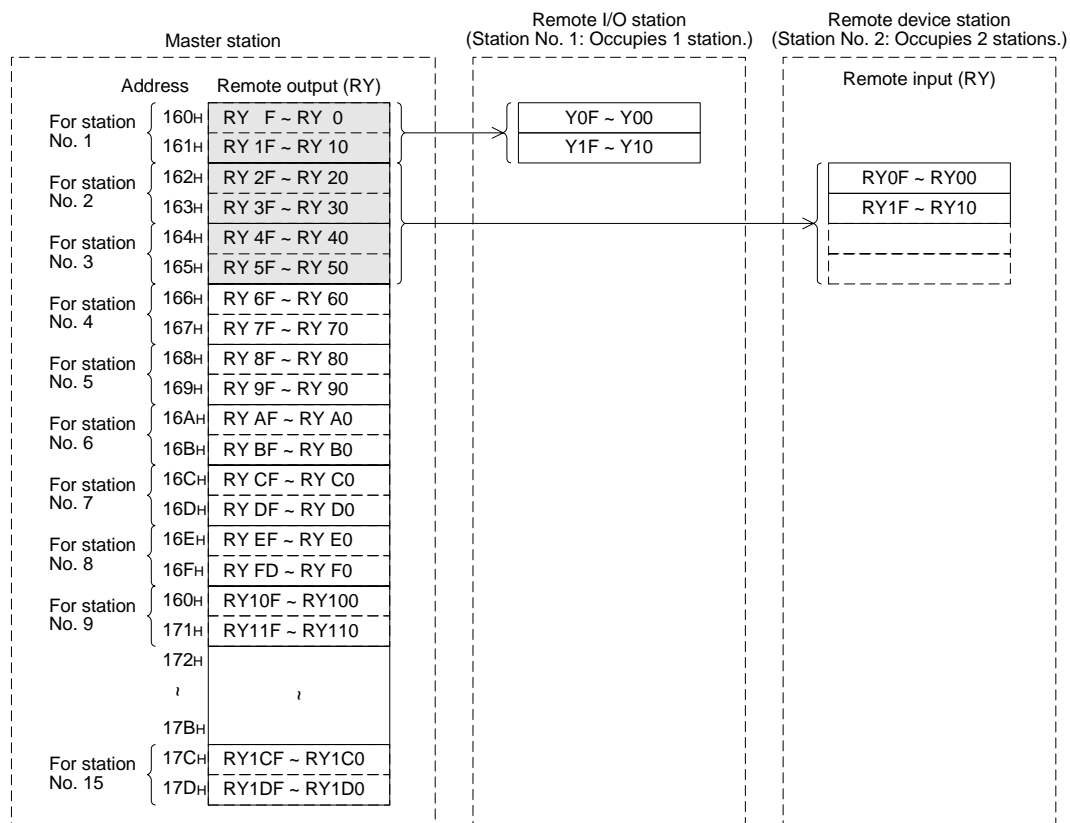 Master station
Remote I/O station
(Station No. 1: Occupies 1 station.)
Remote device station
(Station No. 2: Occupies 2 stations.)
Address Remote output (RY)
Remote input (RY)
For station No. 1
160H RY F ~ RY 0
161H RY 1F ~ RY 10
Y0F ~ Y00
Y1F ~ Y10
For station No. 2
162H RY 2F ~ RY 20
163H RY 3F ~ RY 30
RY0F ~ RY00
RY1F ~ RY10
For station No. 3
164H RY 4F ~ RY 40
165H RY 5F ~ RY 50
For station No. 4
166H RY 6F ~ RY 60
167H RY 7F ~ RY 70
For station No. 5
168H RY 8F ~ RY 80
169H RY 9F ~ RY 90
For station No. 6
16AH RY AF ~ RY A0
16BH RY BF ~ RY B0
For station No. 7
16CH RY CF ~ RY C0
16DH RY DF ~ RY D0
For station No. 8
16EH RY EF ~ RY E0
16FH RY FD ~ RY F0
For station No. 9
160H RY10F ~ RY100
171H RY11F ~ RY110
172H
~ ~
17BH
For station No. 15
17CH RY1CF ~ RY1C0
17DH RY1DF ~ RY1D0